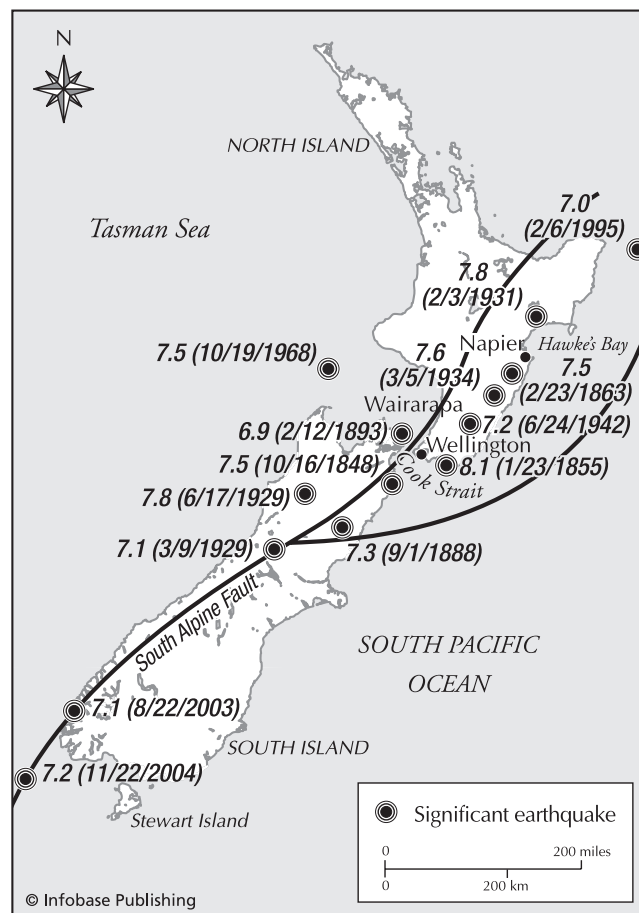 N
NORTH ISLAND
Tasman Sea
7.0
(2/6/1995)
7.8
(2/3/1931)
Napier
Hawke's Bay
7.5 (10/19/1968)
7.6
(3/5/1934)
7.5
(2/23/1863)
Wairarapa
6.9 (2/12/1893)
7.2 (6/24/1942)
Wellington
7.5 (10/16/1848)
Cook Strait
8.1 (1/23/1855)
7.8 (6/17/1929)
7.1 (3/9/1929)
7.3 (9/1/1888)
South Alpine Fault
SOUTH PACIFIC
OCEAN
7.1 (8/22/2003)
SOUTH ISLAND
7.2 (11/22/2004)
Stewart Island
Significant earthquake
0 200 miles
0 200 km
© Infobase Publishing